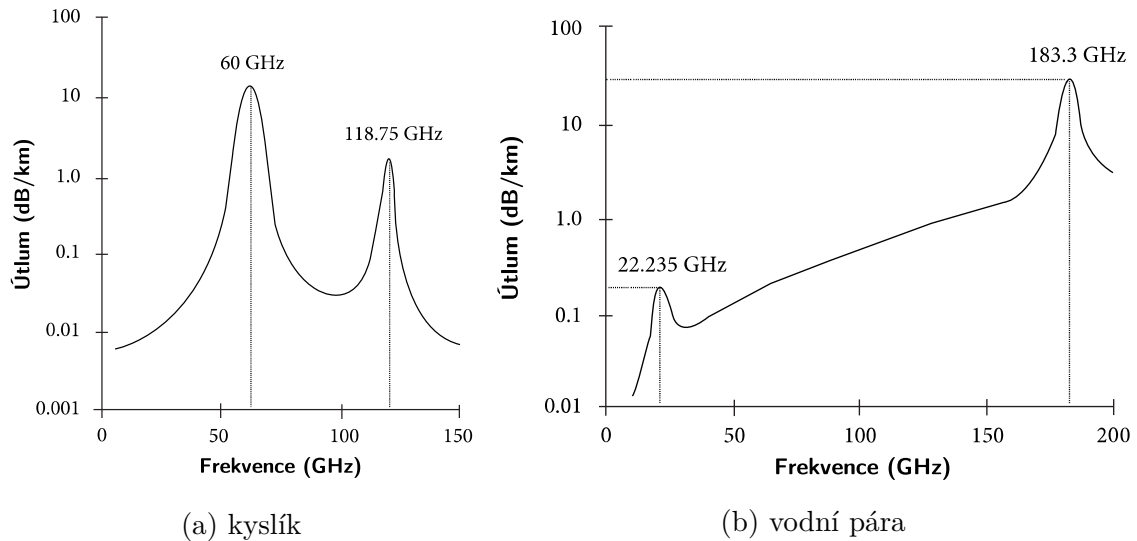 100
10
1.0
0.1
0.01
0.001
Útlum (dB/km)
60 GHz
118.75 GHz
0
50
100
150
Frekvence (GHz)
(a) kyslík
100
10
1.0
0.1
0.01
Útlum (dB/km)
22.235 GHz
183.3 GHz
0
50
100
150
200
Frekvence (GHz)
(b) vodní pára